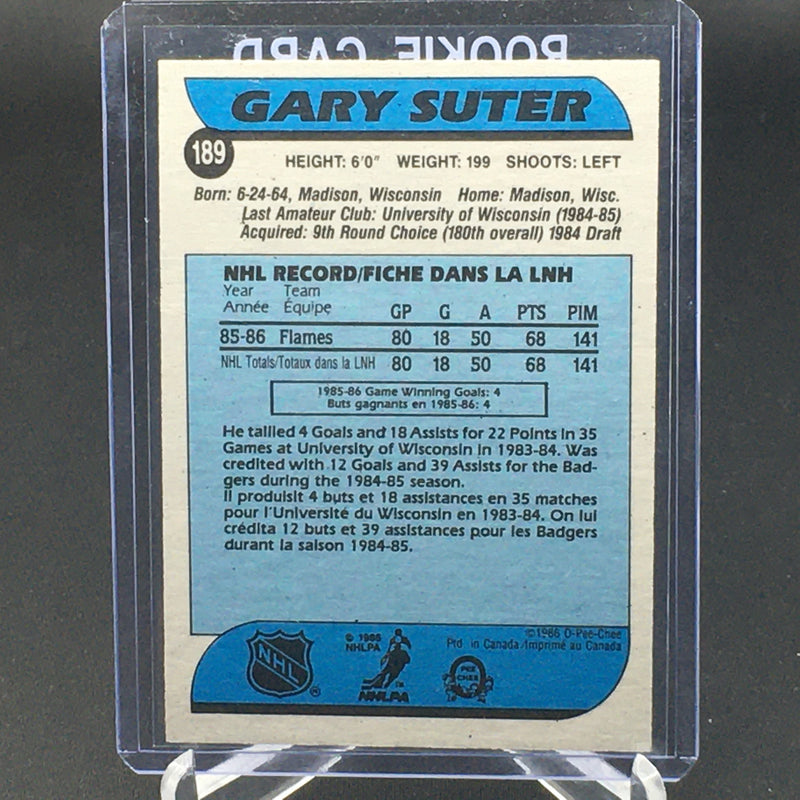 ROOKIE CARD
GARY SUTER
189
HEIGHT: 6'0" WEIGHT: 199 SHOOTS: LEFT
Born: 6-24-64, Madison, Wisconsin Home: Madison, Wisc.
Last Amateur Club: University of Wisconsin (1984-85)
Acquired: 9th Round Choice (180th overall) 1984 Draft
NHL RECORD/FICHE DANS LA LNH
Year Team
Année Équipe GP G A PTS PIM
85-86 Flames 80 18 50 68 141
NHL Totals/Totaux dans la LNH 80 18 50 68 141
1985-86 Game Winning Goals: 4
Buts gagnants en 1985-86: 4
He tallied 4 Goals and 18 Assists for 22 Points in 35
Games at University of Wisconsin in 1983-84. Was
credited with 12 Goals and 39 Assists for the Bad-
gers during the 1984-85 season.
Il produisit 4 buts et 18 assistances en 35 matches
pour l'Université du Wisconsin en 1983-84. On lui
crédita 12 buts et 39 assistances pour les Badgers
durant la saison 1984-85.
NHL ®
© 1986
NHLPA
NHLPA ™
O-PEE-CHEE
©1986 O-Pee-Chee
Ptd. in Canada/Imprimé au Canada